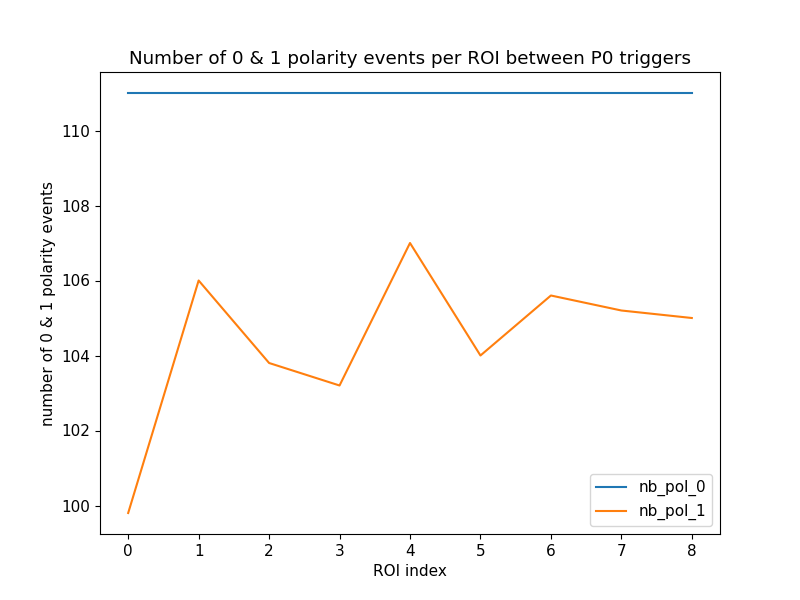 Number of 0 & 1 polarity events per ROI between P0 triggers
number of 0 & 1 polarity events
110
108
106
104
102
100
nb_pol_0
nb_pol_1
0 1 2 3 4 5 6 7 8
ROI index